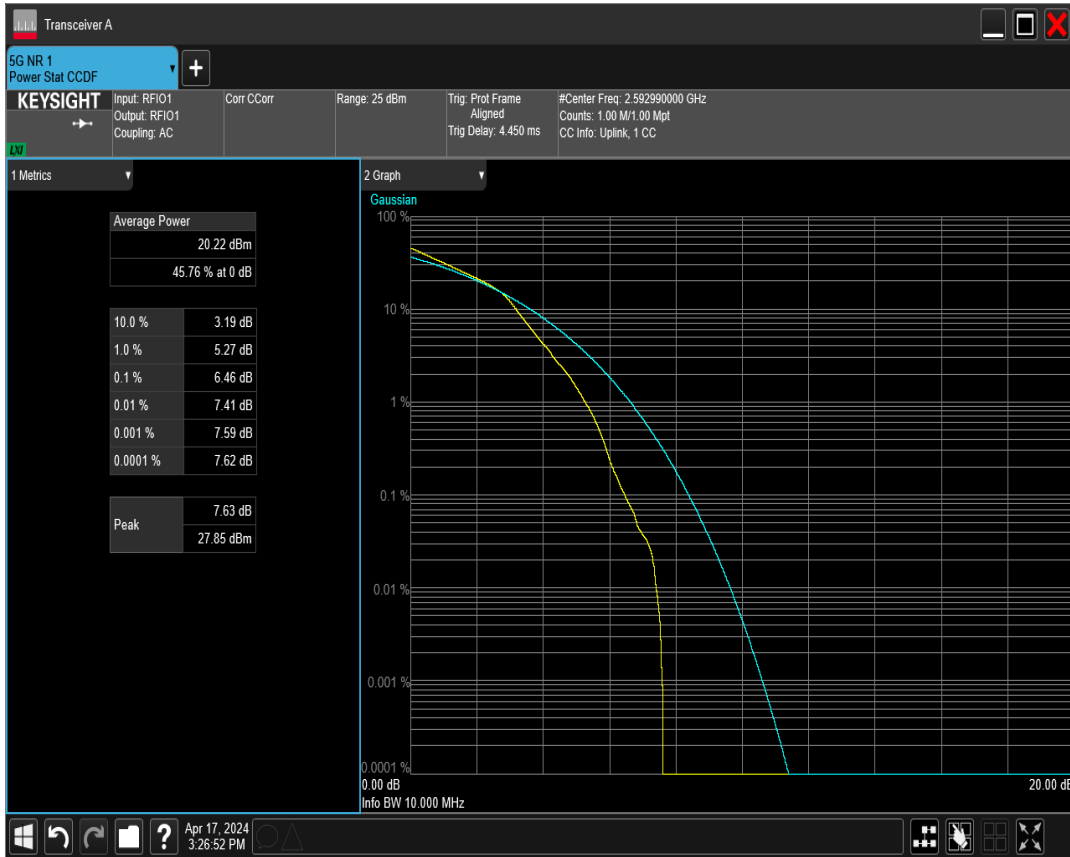 Transceiver A
5G NR 1
Power Stat CCDF
+
KEYSIGHT
LXI
Input: RFIO1
Output: RFIO1
Coupling: AC
Corr CCorr
Range: 25 dBm
Trig: Prot Frame
Aligned
Trig Delay: 4.450 ms
#Center Freq: 2.592990000 GHz
Counts: 1.00 M/1.00 Mpt
CC Info: Uplink, 1 CC
1 Metrics
Average Power
20.22 dBm
45.76 % at 0 dB
10.0 % 3.19 dB
1.0 % 5.27 dB
0.1 % 6.46 dB
0.01 % 7.41 dB
0.001 % 7.59 dB
0.0001 % 7.62 dB
Peak
7.63 dB
27.85 dBm
2 Graph
Gaussian
100 %
10 %
1 %
0.1 %
0.01 %
0.001 %
0.0001 %
0.00 dB
20.00 dB
Info BW 10.000 MHz
?
Apr 17, 2024
3:26:52 PM